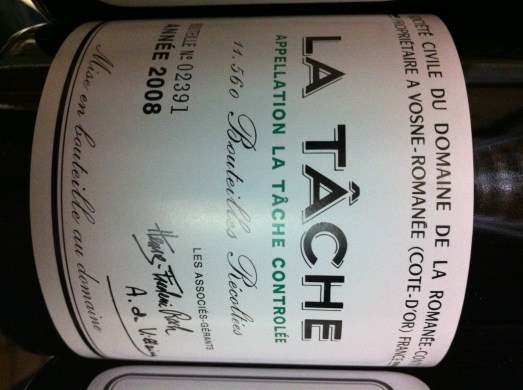 SOCIÉTÉ CIVILE DU DOMAINE DE LA ROMANÉE-CO
PROPRIÉTAIRE A VOSNE-ROMANÉE (COTE-D'OR) FRANCE
LA TÂCHE
APPELLATION LA TÂCHE CONTROLÉE
11.560 Bouteilles Récoltées
BOUTEILLE Nº 02391
LES ASSOCIÉS-GÉRANTS
ANNÉE 2008
A. de Villaine
Mise en bouteille au domaine